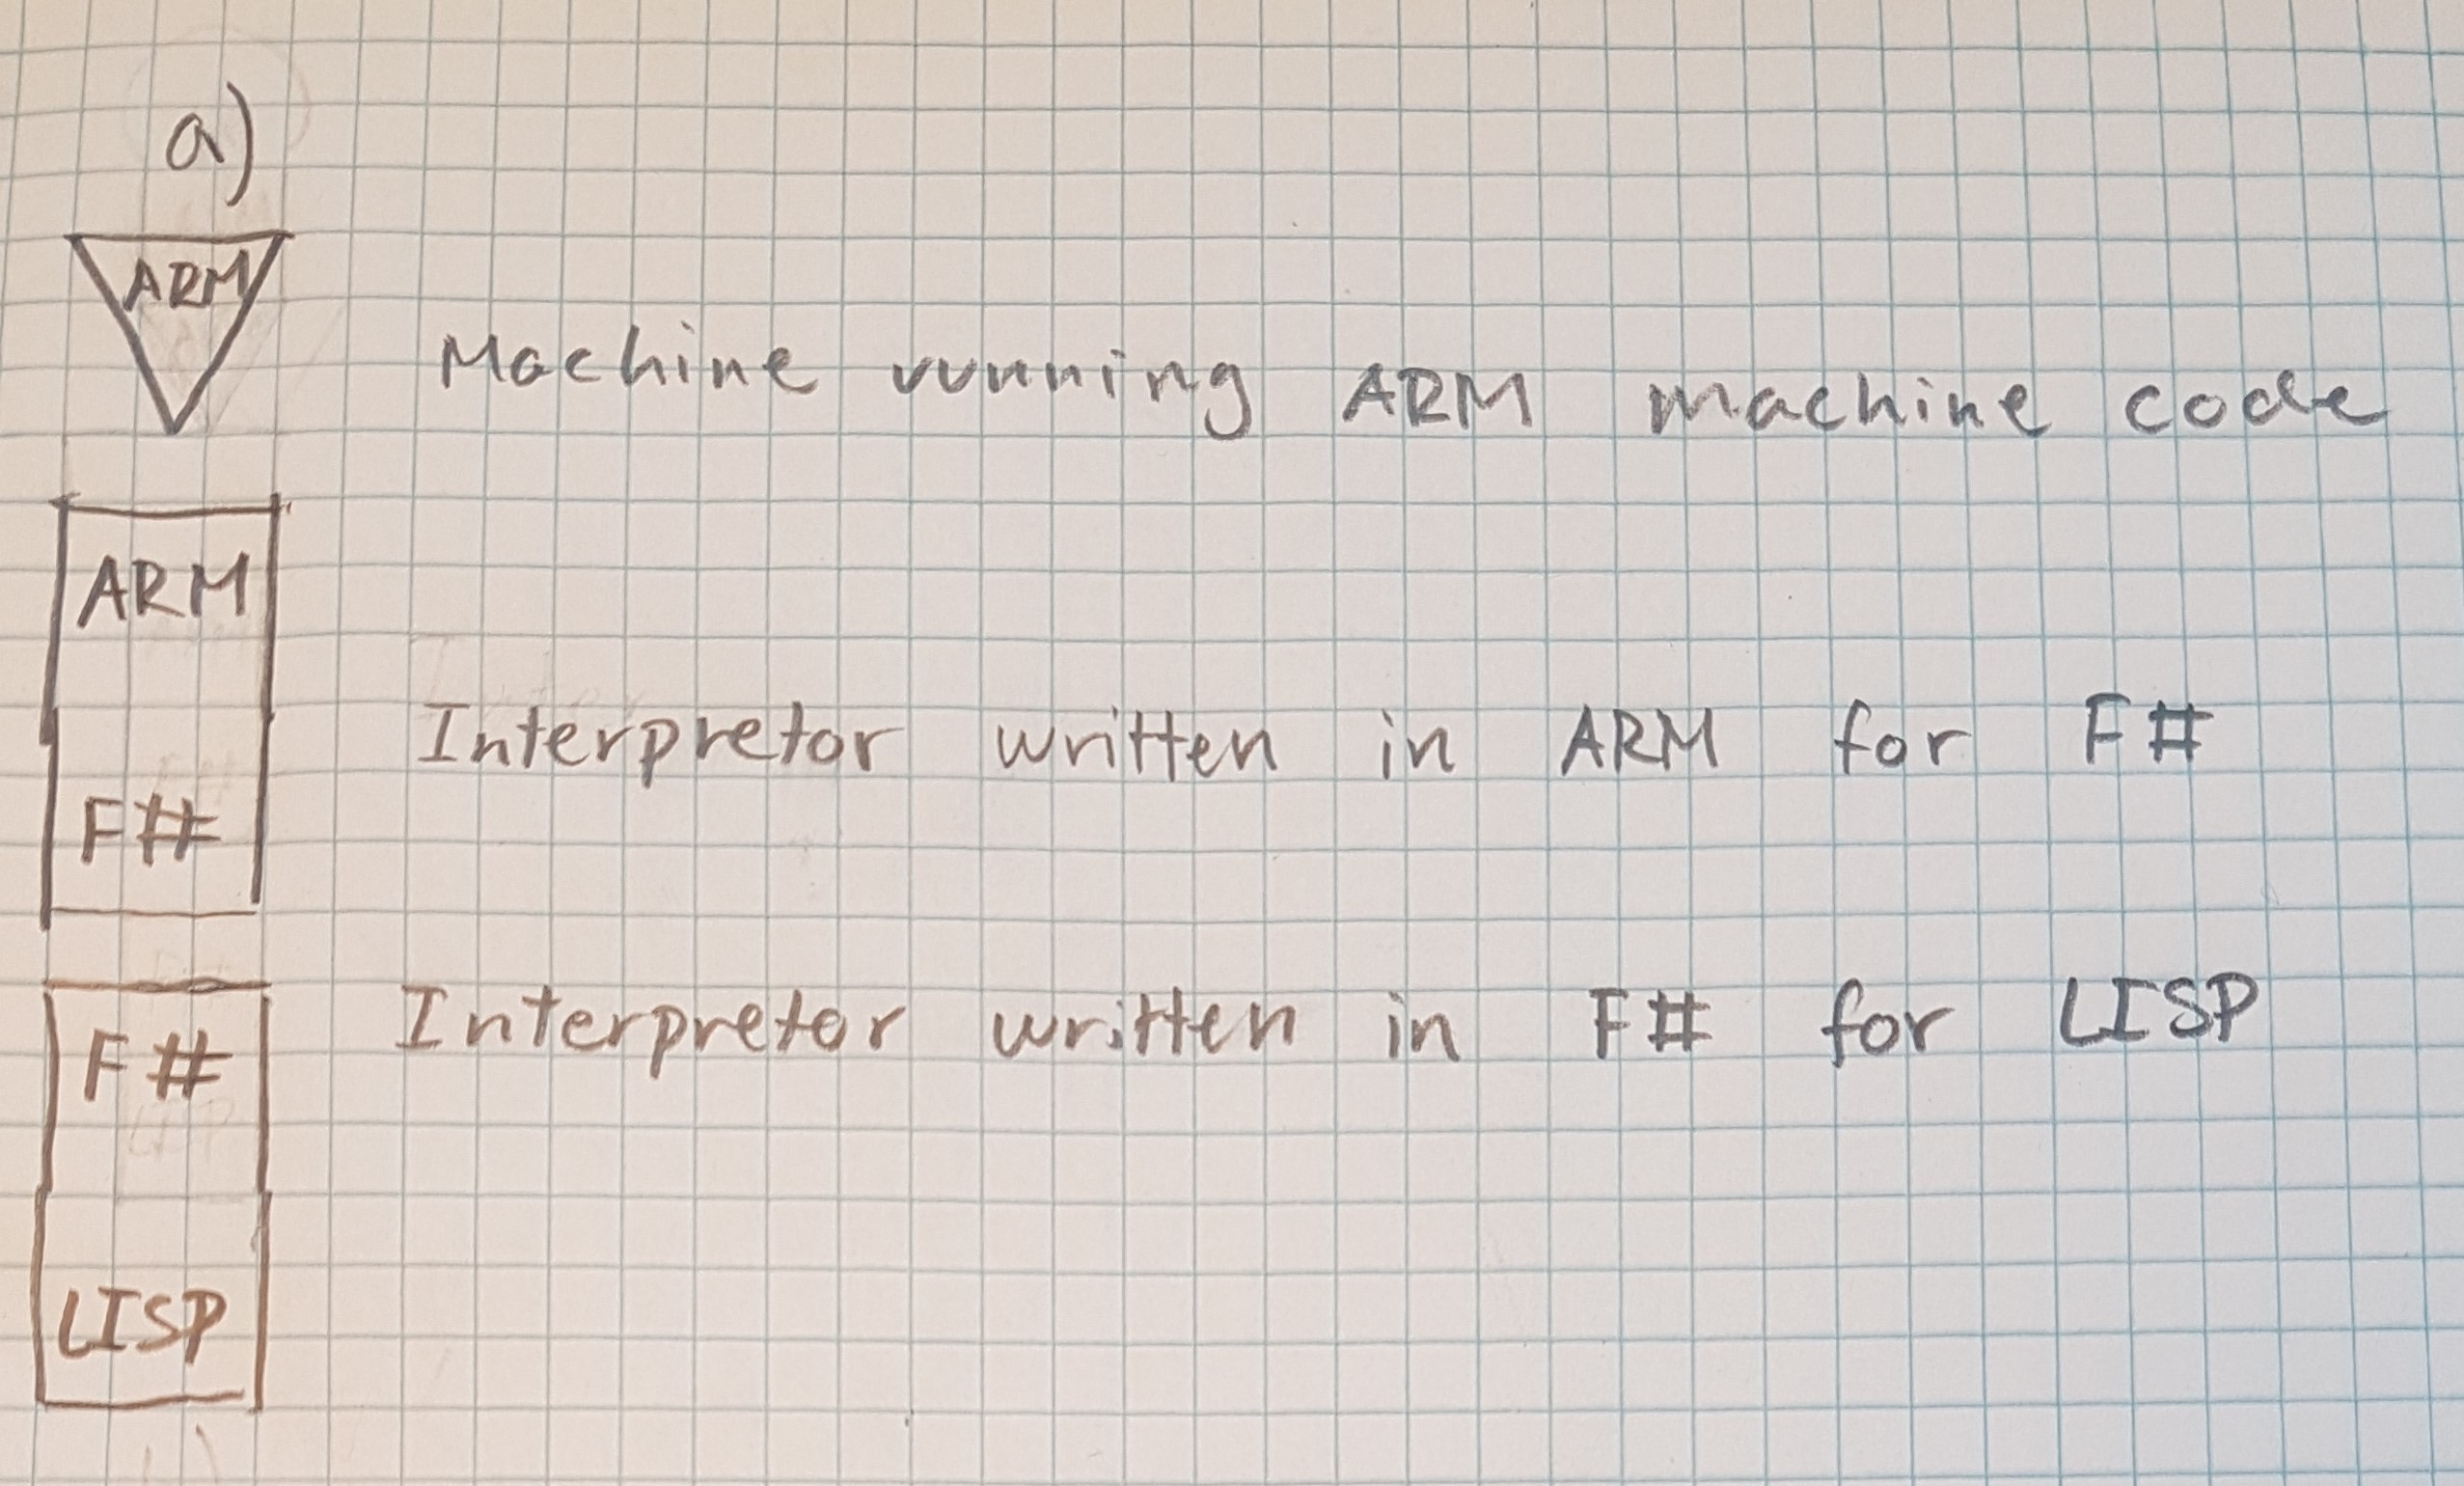 a)
ARM
Machine running ARM machine code
ARM
Interpretor written in ARM for F#
F#
Interpretor written in F# for LISP
F#
LISP